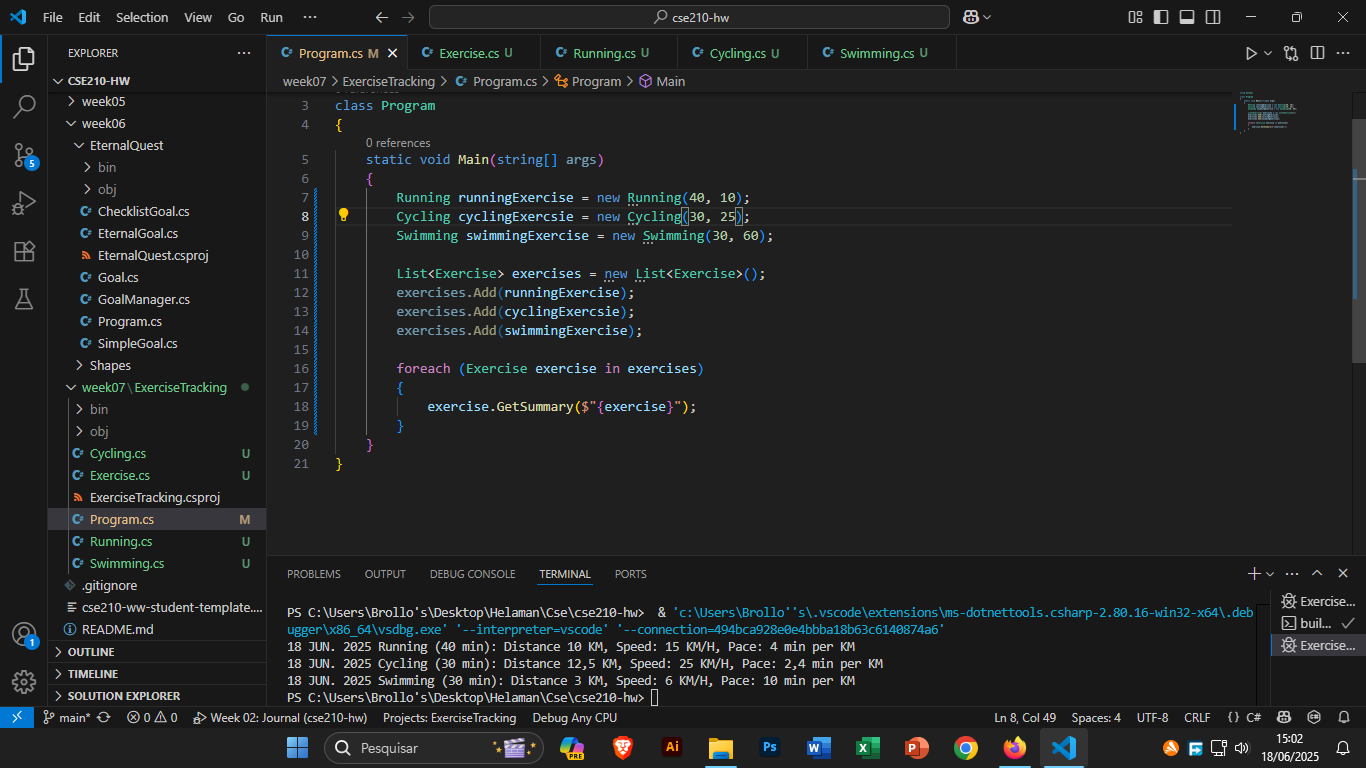 File Edit Selection View Go Run ··· cse210-hw
EXPLORER ···
CSE210-HW
week05
week06
EternalQuest
bin
obj
ChecklistGoal.cs
EternalGoal.cs
EternalQuest.csproj
Goal.cs
GoalManager.cs
Program.cs
SimpleGoal.cs
Shapes
week07\ExerciseTracking
bin
obj
Cycling.cs U
Exercise.cs U
ExerciseTracking.csproj
Program.cs M
Running.cs U
Swimming.cs U
.gitignore
cse210-ww-student-template....
README.md
OUTLINE
TIMELINE
SOLUTION EXPLORER
5
1
Program.cs M Exercise.cs U Running.cs U Cycling.cs U Swimming.cs U
week07 > ExerciseTracking > Program.cs > Program > Main
3 class Program
4 {
0 references
5 static void Main(string[] args)
6 {
7 Running runningExercise = new Running(40, 10);
8 Cycling cyclingExercsie = new Cycling(30, 25);
9 Swimming swimmingExercise = new Swimming(30, 60);
10
11 List<Exercise> exercises = new List<Exercise>();
12 exercises.Add(runningExercise);
13 exercises.Add(cyclingExercsie);
14 exercises.Add(swimmingExercise);
15
16 foreach (Exercise exercise in exercises)
17 {
18 exercise.GetSummary($"{exercise}");
19 }
20 }
21 }
PROBLEMS OUTPUT DEBUG CONSOLE TERMINAL PORTS
PS C:\Users\Brollo's\Desktop\Helaman\Cse\cse210-hw> & 'c:\Users\Brollo''s\.vscode\extensions\ms-dotnettools.csharp-2.80.16-win32-x64\.deb
ugger\x86_64\vsdbg.exe' '--interpreter=vscode' '--connection=494bca928e0e4bbba18b63c6140874a6'
18 JUN. 2025 Running (40 min): Distance 10 KM, Speed: 15 KM/H, Pace: 4 min per KM
18 JUN. 2025 Cycling (30 min): Distance 12,5 KM, Speed: 25 KM/H, Pace: 2,4 min per KM
18 JUN. 2025 Swimming (30 min): Distance 3 KM, Speed: 6 KM/H, Pace: 10 min per KM
PS C:\Users\Brollo's\Desktop\Helaman\Cse\cse210-hw>
Exercise...
buil...
Exercise...
main* 0 0 Week 02: Journal (cse210-hw) Projects: ExerciseTracking Debug Any CPU Ln 8, Col 49 Spaces: 4 UTF-8 CRLF {} C#
Pesquisar
PRE
Ai
Ps
15:02
18/06/2025